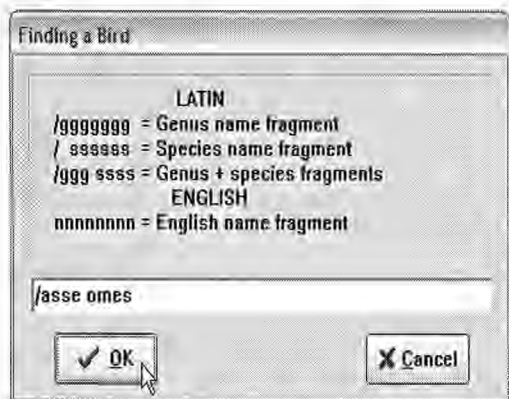 Finding a Bird
LATIN
/ggggggg = Genus name fragment
/ ssssss = Species name fragment
/ggg ssss = Genus + species fragments
ENGLISH
nnnnnnnn = English name fragment
/asse omes
✓ OK
X Cancel